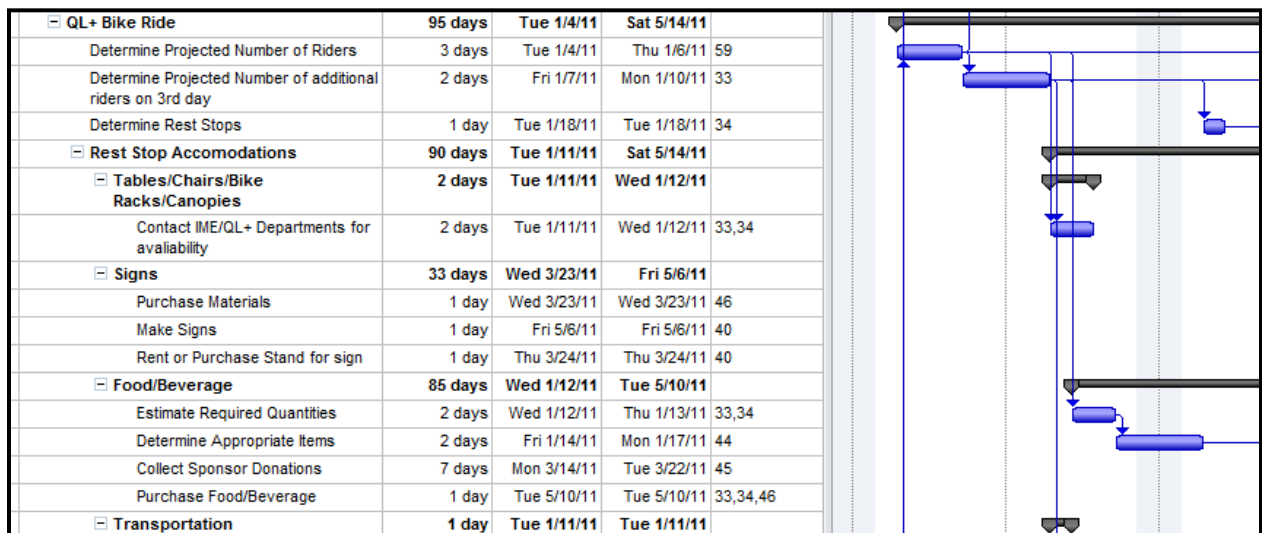 QL+ Bike Ride 95 days Tue 1/4/11 Sat 5/14/11
Determine Projected Number of Riders 3 days Tue 1/4/11 Thu 1/6/11 59
Determine Projected Number of additional 2 days Fri 1/7/11 Mon 1/10/11 33
riders on 3rd day
Determine Rest Stops 1 day Tue 1/18/11 Tue 1/18/11 34
Rest Stop Accomodations 90 days Tue 1/11/11 Sat 5/14/11
Tables/Chairs/Bike 2 days Tue 1/11/11 Wed 1/12/11
Racks/Canopies
Contact IME/QL+ Departments for 2 days Tue 1/11/11 Wed 1/12/11 33,34
avaliability
Signs 33 days Wed 3/23/11 Fri 5/6/11
Purchase Materials 1 day Wed 3/23/11 Wed 3/23/11 46
Make Signs 1 day Fri 5/6/11 Fri 5/6/11 40
Rent or Purchase Stand for sign 1 day Thu 3/24/11 Thu 3/24/11 40
Food/Beverage 85 days Wed 1/12/11 Tue 5/10/11
Estimate Required Quantities 2 days Wed 1/12/11 Thu 1/13/11 33,34
Determine Appropriate Items 2 days Fri 1/14/11 Mon 1/17/11 44
Collect Sponsor Donations 7 days Mon 3/14/11 Tue 3/22/11 45
Purchase Food/Beverage 1 day Tue 5/10/11 Tue 5/10/11 33,34,46
Transportation 1 day Tue 1/11/11 Tue 1/11/11